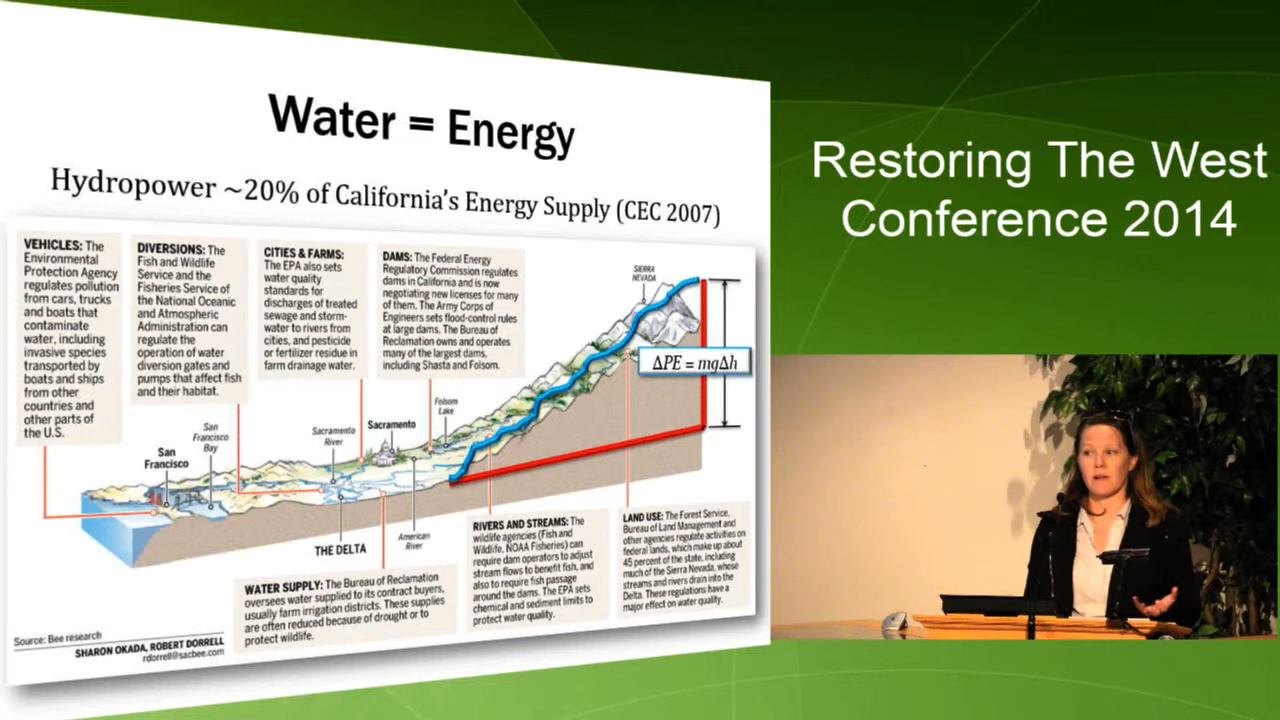 Water = Energy
Hydropower ~20% of California's Energy Supply (CEC 2007)
VEHICLES: The
Environmental
Protection Agency
regulates pollution
from cars, trucks
and boats that
contaminate
water, including
invasive species
transported by
boats and ships
from other
countries and
other parts of
the U.S.
DIVERSIONS: The
Fish and Wildlife
Service and the
Fisheries Service of
the National Oceanic
and Atmospheric
Administration can
regulate the
operation of water
diversion gates and
pumps that affect fish
and their habitat.
CITIES & FARMS:
The EPA also sets
water quality
standards for
discharges of treated
sewage and storm-
water to rivers from
cities, and pesticide
or fertilizer residue in
farm drainage water.
DAMS: The Federal Energy
Regulatory Commission regulates
dams in California and is now
negotiating new licenses for many
of them. The Army Corps of
Engineers sets flood-control rules
at large dams. The Bureau of
Reclamation owns and operates
many of the largest dams,
including Shasta and Folsom.
SIERRA
NEVADA
ΔPE = mgΔh
Folsom
Lake
Sacramento
Sacramento
River
San
Francisco
Bay
San
Francisco
THE DELTA
American
River
WATER SUPPLY: The Bureau of Reclamation
oversees water supplied to its contract buyers,
usually farm irrigation districts. These supplies
are often reduced because of drought or to
protect wildlife.
RIVERS AND STREAMS: The
wildlife agencies (Fish and
Wildlife, NOAA Fisheries) can
require dam operators to adjust
stream flows to benefit fish, and
also to require fish passage
around the dams. The EPA sets
chemical and sediment limits to
protect water quality.
LAND USE: The Forest Service,
Bureau of Land Management and
other agencies regulate activities on
federal lands, which make up about
45 percent of the state, including
much of the Sierra Nevada, whose
streams and rivers drain into the
Delta. These regulations have a
major effect on water quality.
Source: Bee research
SHARON OKADA, ROBERT DORRELL
rdorrell@sacbee.com
Restoring The West
Conference 2014